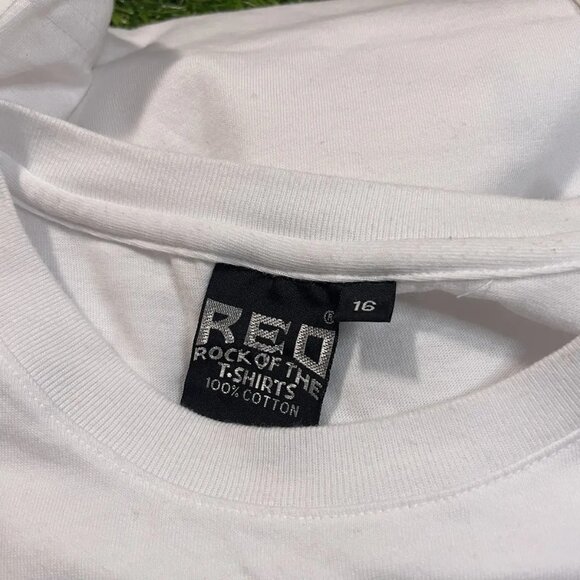 REO
®
16
ROCK OF THE
T-SHIRTS
100% COTTON